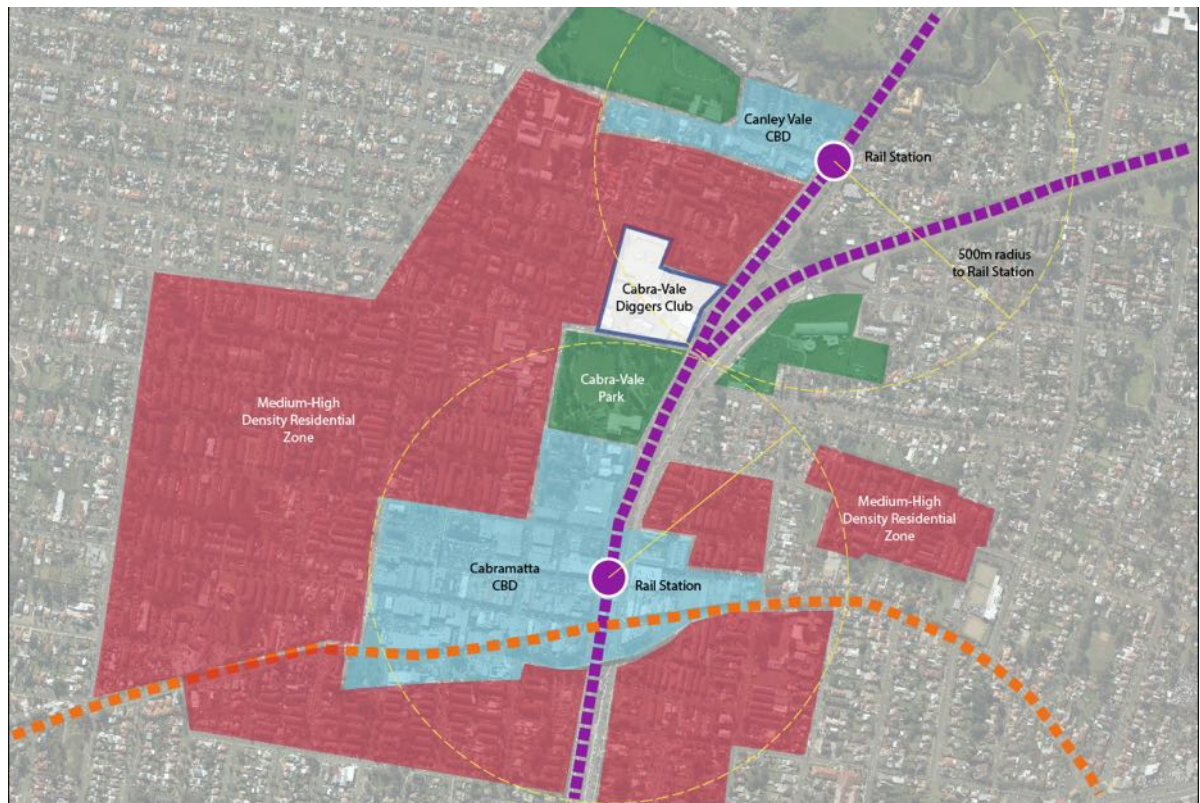 Canley Vale
CBD
Rail Station
500m radius
to Rail Station
Cabra-Vale
Diggers Club
Cabra-Vale
Park
Medium-High
Density Residential
Zone
Medium-High
Density Residential
Zone
Cabramatta
CBD
Rail Station